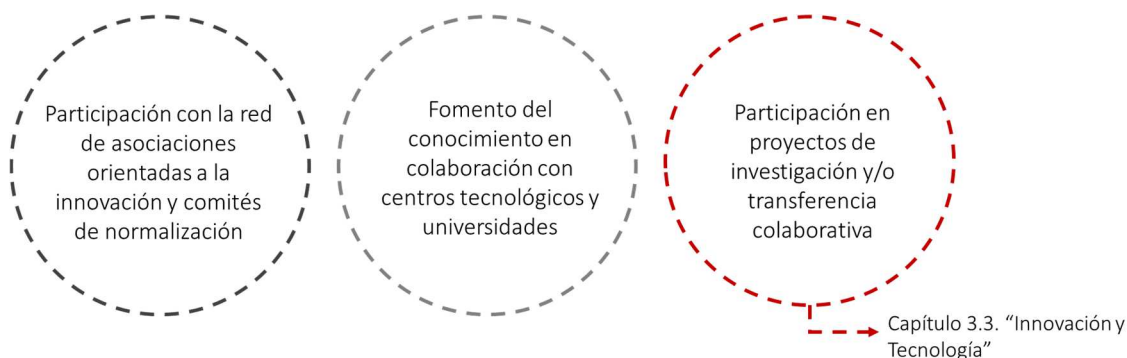 Participación con la red
de asociaciones
orientadas a la
innovación y comités
de normalización
Fomento del
conocimiento en
colaboración con
centros tecnológicos y
universidades
Participación en
proyectos de
investigación y/o
transferencia
colaborativa
Capítulo 3.3. “Innovación y
Tecnología”